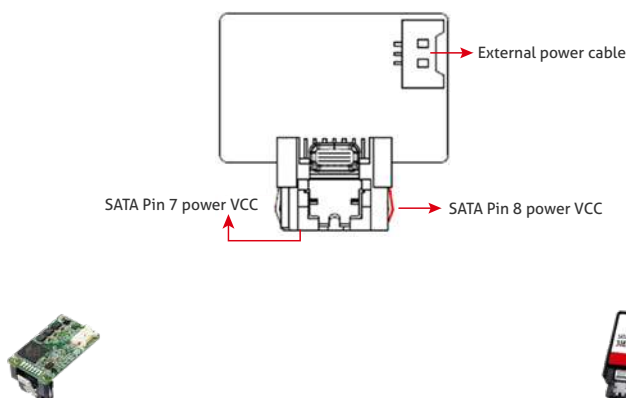 External power cable
SATA Pin 7 power VCC
SATA Pin 8 power VCC